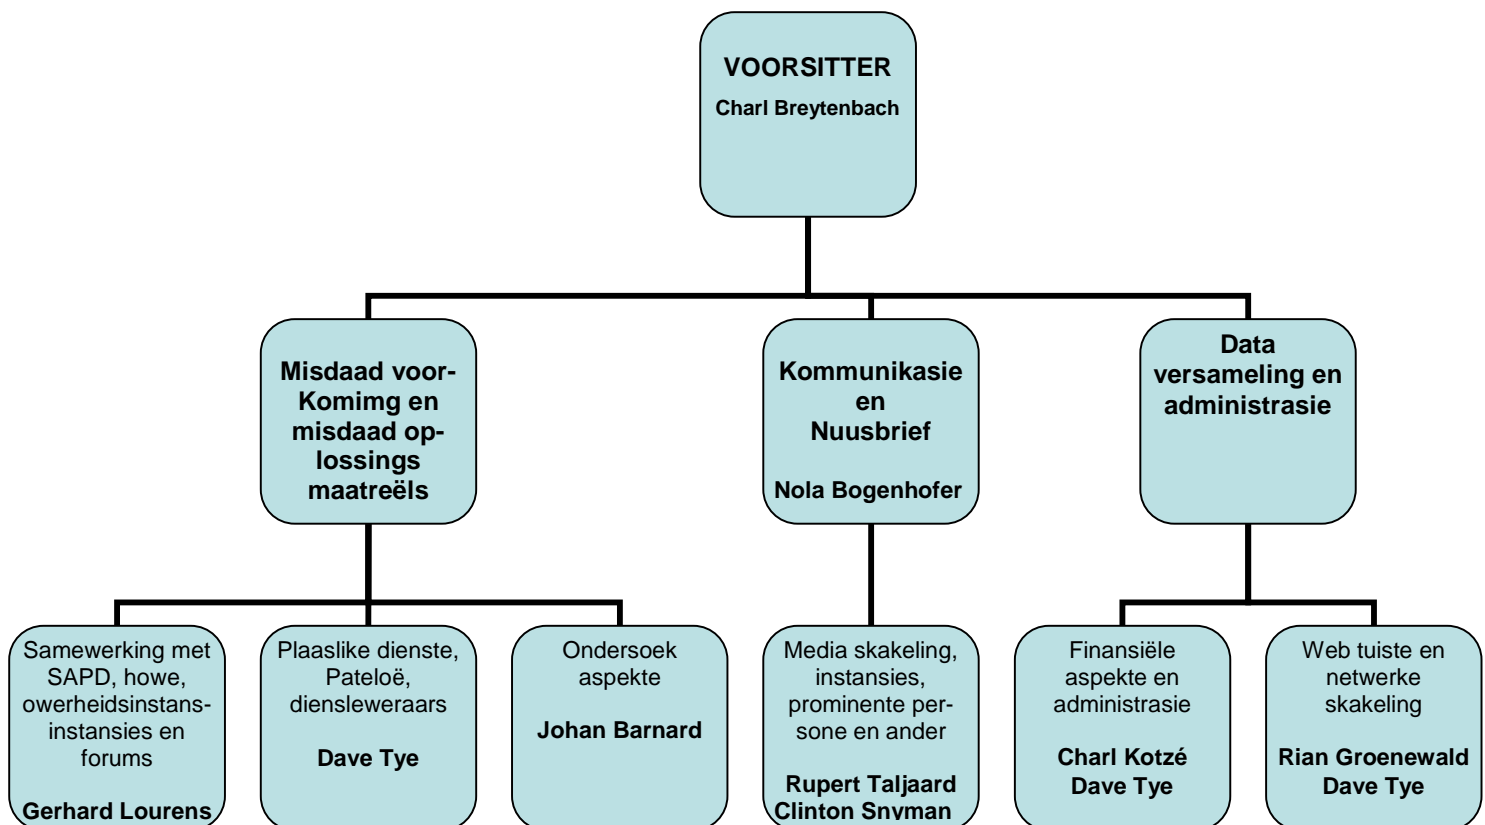 VOORSITTER
Charl Breytenbach
Misdaad voor-
Komimg en
misdaad op-
lossings
maatreëls
Kommunikasie
en
Nuusbrief
Nola Bogenhofer
Data
versameling en
administrasie
Samewerking met
SAPD, howe,
owerheidsinstans-
instansies en
forums
Gerhard Lourens
Plaaslike dienste,
Pateloë,
diensleweraars
Dave Tye
Ondersoek
aspekte
Johan Barnard
Media skakeling,
instansies,
prominente per-
sone en ander
Rupert Taljaard
Clinton Snyman
Finansiële
aspekte en
administrasie
Charl Kotzé
Dave Tye
Web tuiste en
netwerke
skakeling
Rian Groenewald
Dave Tye